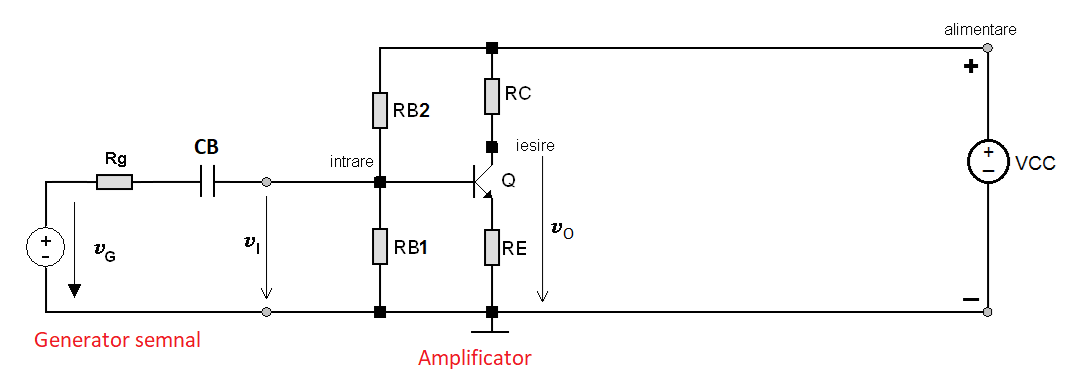 alimentare
+
RC
RB2
CB
iesire
Rg
intrare
+
VCC
−
Q
+
-
vG
vI
RB1
RE
vO
−
Generator semnal
Amplificator